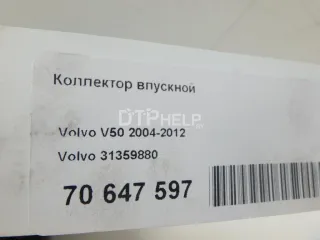 Коллектор впускной
DTPHELP
Volvo V50 2004-2012
Volvo 31359880
70 647 597